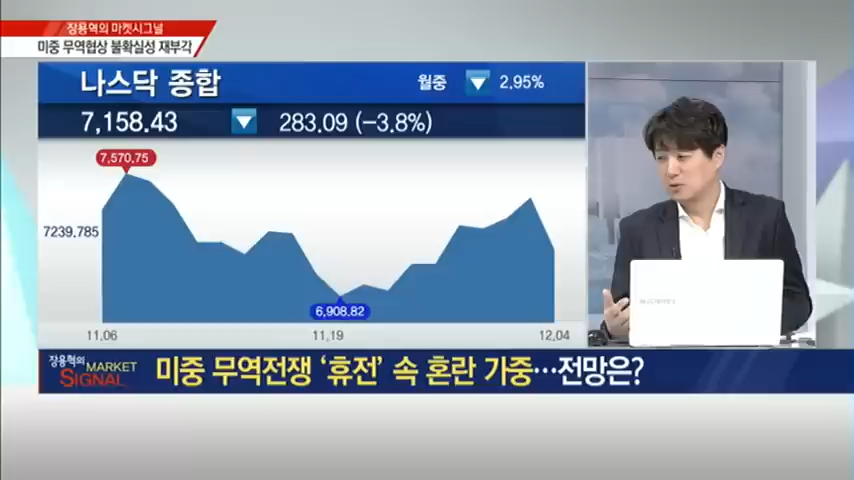 장용혁의 마켓시그널
미중 무역협상 불확실성 재부각
나스닥 종합
월중 ▼ 2.95%
7,158.43 ▼ 283.09 (-3.8%)
7,570.75
7239.785
6,908.82
11.06 11.19 12.04
장용혁의
MARKET
SIGNAL
미중 무역전쟁 '휴전' 속 혼란 가중…전망은?